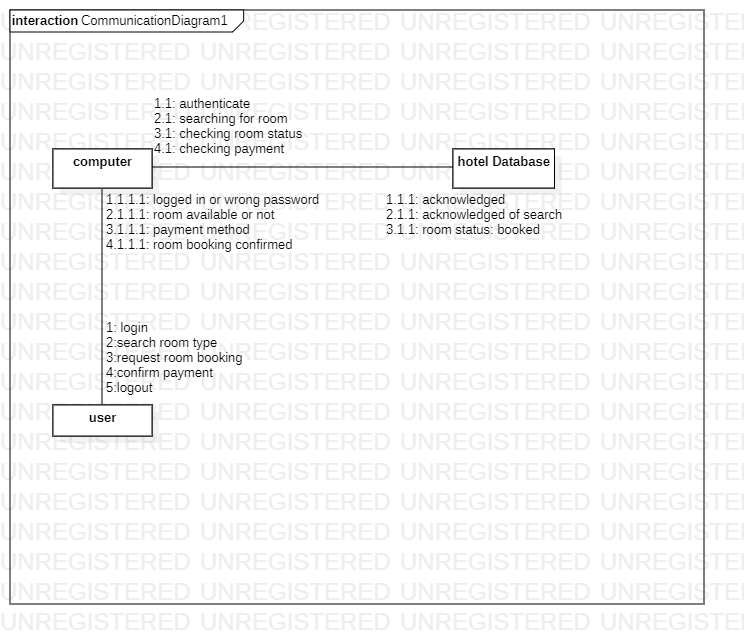 interaction CommunicationDiagram1
1.1: authenticate
2.1: searching for room
3.1: checking room status
4.1: checking payment
computer
hotel Database
1.1.1.1: logged in or wrong password
2.1.1.1: room available or not
3.1.1.1: payment method
4.1.1.1: room booking confirmed
1.1.1: acknowledged
2.1.1: acknowledged of search
3.1.1: room status: booked
1: login
2:search room type
3:request room booking
4:confirm payment
5:logout
user
UNREGISTERED UNREGISTERED UNREGISTERED UNREGISTERED